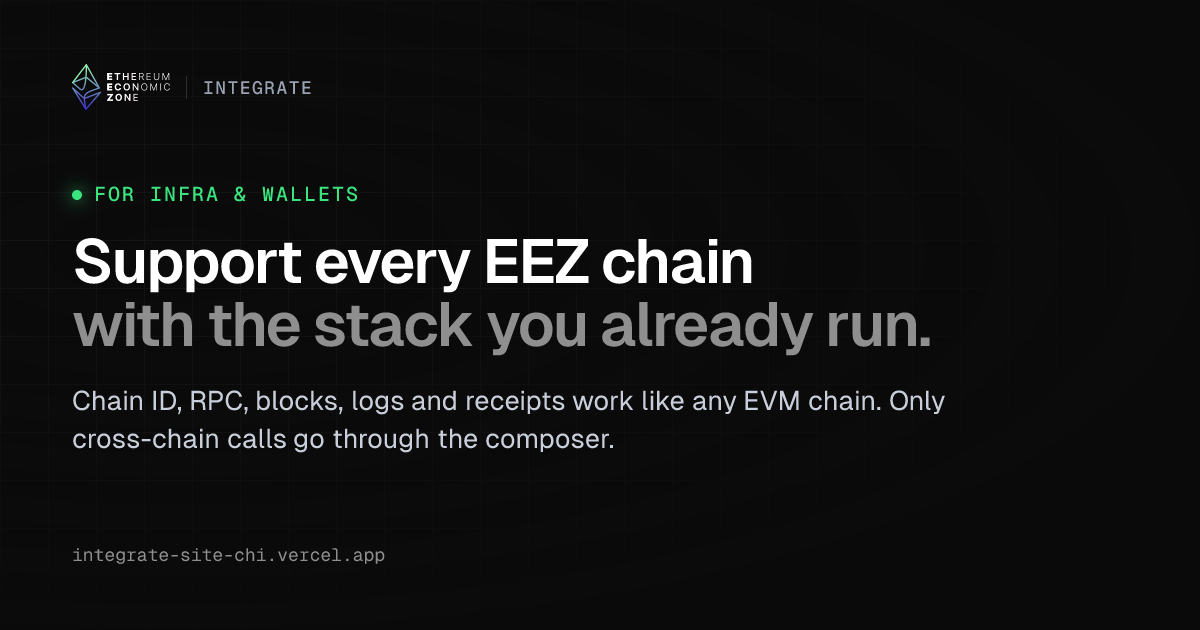 ETHEREUM
ECONOMIC
ZONE
INTEGRATE
FOR INFRA & WALLETS
Support every EEZ chain
with the stack you already run.
Chain ID, RPC, blocks, logs and receipts work like any EVM chain. Only
cross-chain calls go through the composer.
integrate-site-chi.vercel.app